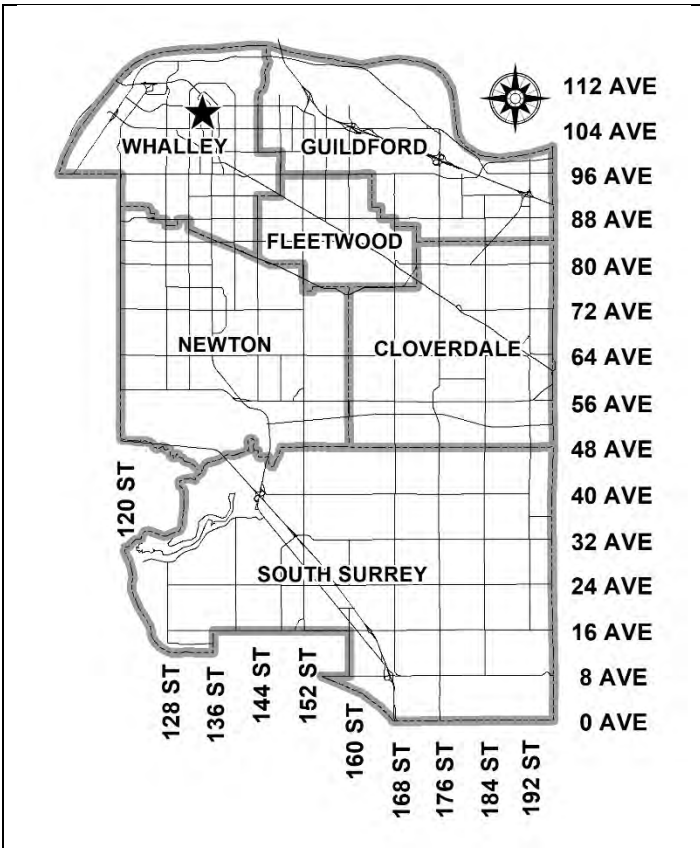 112 AVE
104 AVE
WHALLEY
GUILDFORD
96 AVE
88 AVE
FLEETWOOD
80 AVE
72 AVE
NEWTON
CLOVERDALE
64 AVE
56 AVE
48 AVE
120 ST
40 AVE
32 AVE
SOUTH SURREY
24 AVE
16 AVE
128 ST
136 ST
144 ST
152 ST
160 ST
8 AVE
0 AVE
168 ST
176 ST
184 ST
192 ST